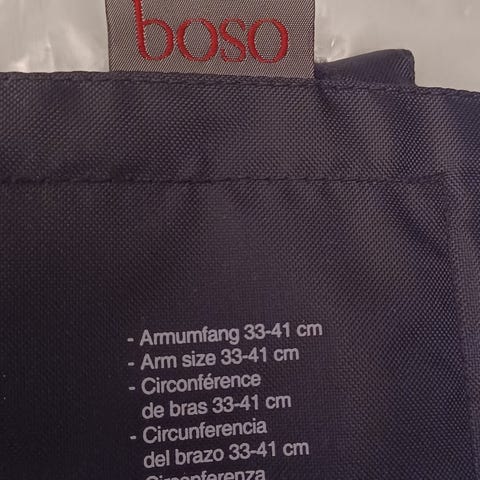 boso
- Armumfang 33-41 cm
- Arm size 33-41 cm
- Circonférence
de bras 33-41 cm
- Circunferencia
del brazo 33-41 cm
- Circonferenza